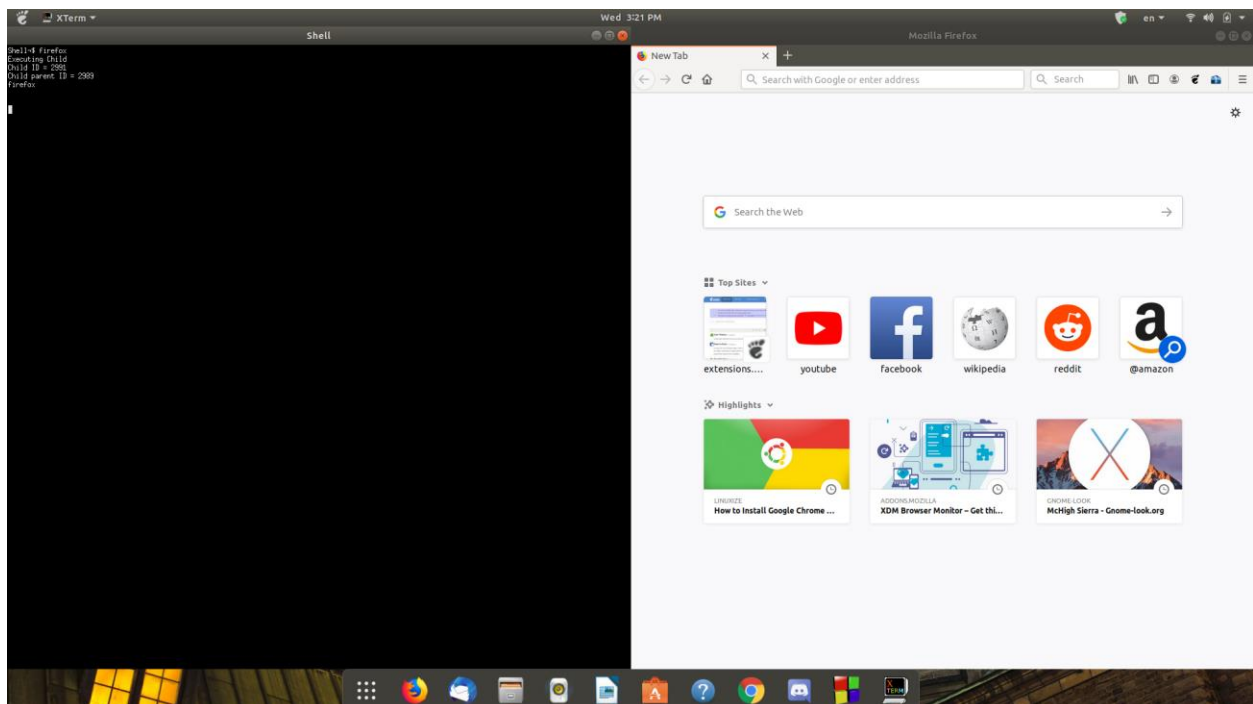 XTerm
Wed 3:21 PM
en
Shell
Mozilla Firefox
Shell~$ firefox
Executing Child
Child ID = 2991
Child parent ID = 2989
firefox
New Tab
Search with Google or enter address
Search
Search the Web
Top Sites
extensions....
youtube
facebook
wikipedia
reddit
@amazon
Highlights
LINUXIZE
How to Install Google Chrome ...
ADDONS.MOZILLA
XDM Browser Monitor – Get thi...
GNOME-LOOK
McHigh Sierra - Gnome-look.org
TERM